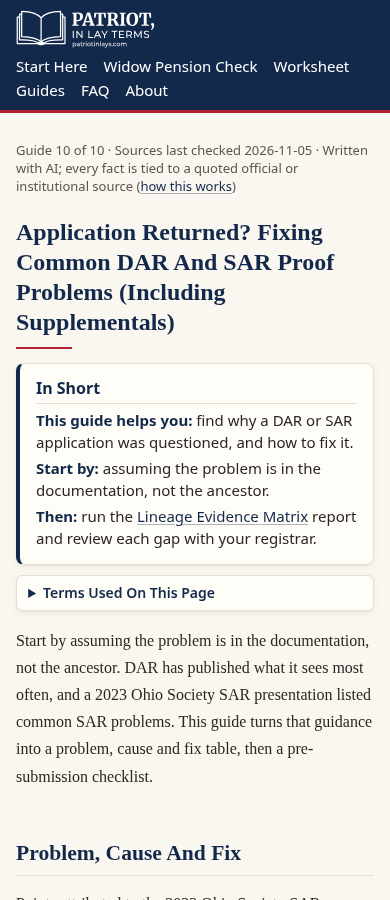 PATRIOT,
IN LAY TERMS
patriotinlays.com
Start Here Widow Pension Check Worksheet
Guides FAQ About
Guide 10 of 10 · Sources last checked 2026-11-05 · Written
with AI; every fact is tied to a quoted official or
institutional source (how this works)
Application Returned? Fixing
Common DAR And SAR Proof
Problems (Including
Supplementals)
In Short
This guide helps you: find why a DAR or SAR
application was questioned, and how to fix it.
Start by: assuming the problem is in the
documentation, not the ancestor.
Then: run the Lineage Evidence Matrix report
and review each gap with your registrar.
▶ Terms Used On This Page
Start by assuming the problem is in the documentation,
not the ancestor. DAR has published what it sees most
often, and a 2023 Ohio Society SAR presentation listed
common SAR problems. This guide turns that guidance
into a problem, cause and fix table, then a pre-
submission checklist.
Problem, Cause And Fix